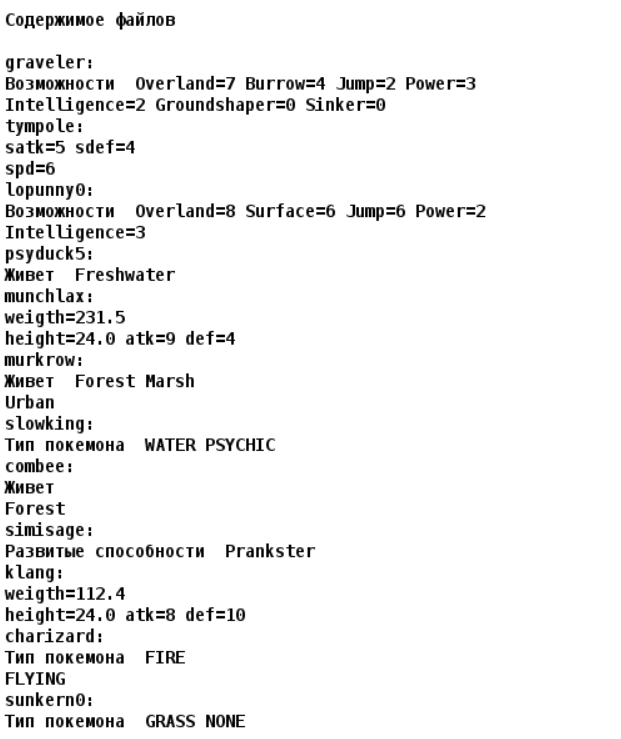 Содержимое файлов
graveler:
Возможности  Overland=7 Burrow=4 Jump=2 Power=3
Intelligence=2 Groundshaper=0 Sinker=0
tympole:
satk=5 sdef=4
spd=6
lopunny0:
Возможности  Overland=8 Surface=6 Jump=6 Power=2
Intelligence=3
psyduck5:
Живет  Freshwater
munchlax:
weigth=231.5
height=24.0 atk=9 def=4
murkrow:
Живет  Forest Marsh
Urban
slowking:
Тип покемона  WATER PSYCHIC
combee:
Живет
Forest
simisage:
Развитые способности  Prankster
klang:
weigth=112.4
height=24.0 atk=8 def=10
charizard:
Тип покемона  FIRE
FLYING
sunkern0:
Тип покемона  GRASS NONE